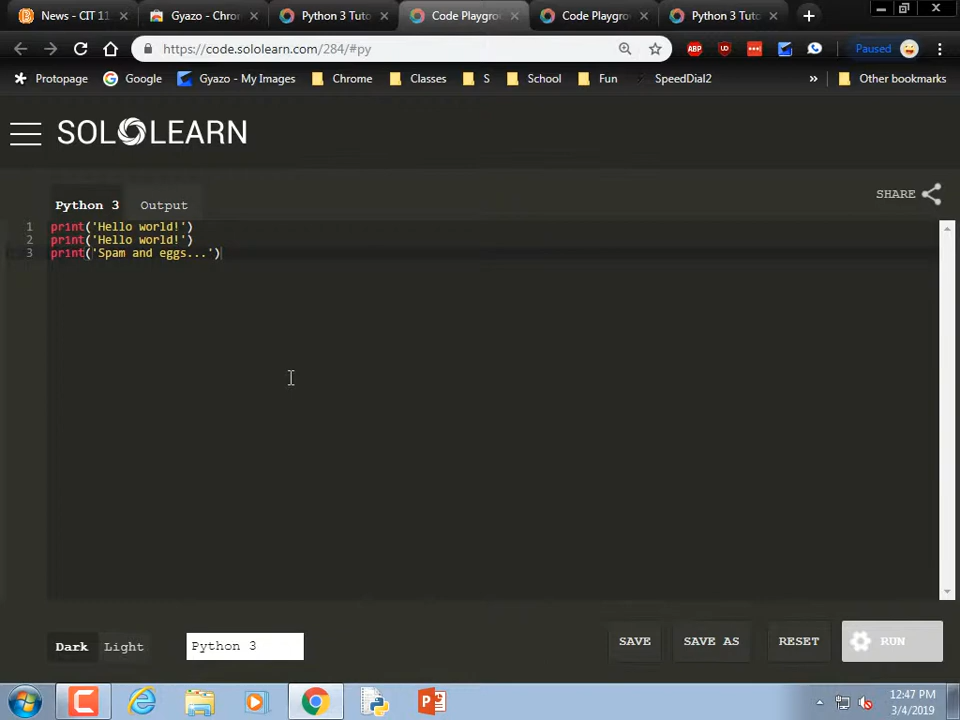 News - CIT 11
Gyazo - Chro
Python 3 Tuto
Code Playgro
Code Playgro
Python 3 Tuto
https://code.sololearn.com/284/#py
ABP
Paused
Protopage
Google
Gyazo - My Images
Chrome
Classes
S
School
Fun
SpeedDial2
»
Other bookmarks
SOLOLEARN
SHARE
Python 3 Output
1 print('Hello world!')
2 print('Hello world!')
3 print('Spam and eggs...')
Dark Light
Python 3
SAVE
SAVE AS
RESET
RUN
12:47 PM
3/4/2019